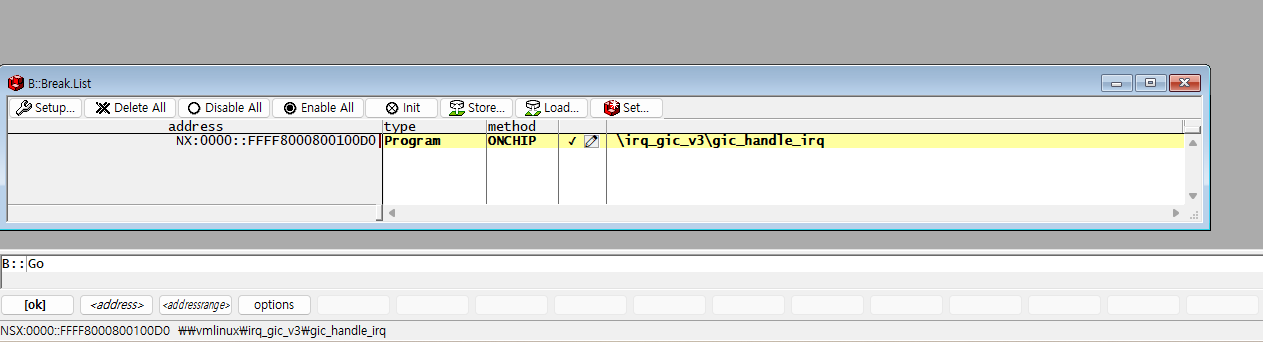 B::Break.List
Setup... Delete All Disable All Enable All Init Store... Load... Set...
address type method
NX:0000::FFFF8000800100D0 Program ONCHIP ✓ \irq_gic_v3\gic_handle_irq
B::Go
[ok] <address> <addressrange> options
NSX:0000::FFFF8000800100D0 ₩₩vmlinux₩irq_gic_v3₩gic_handle_irq